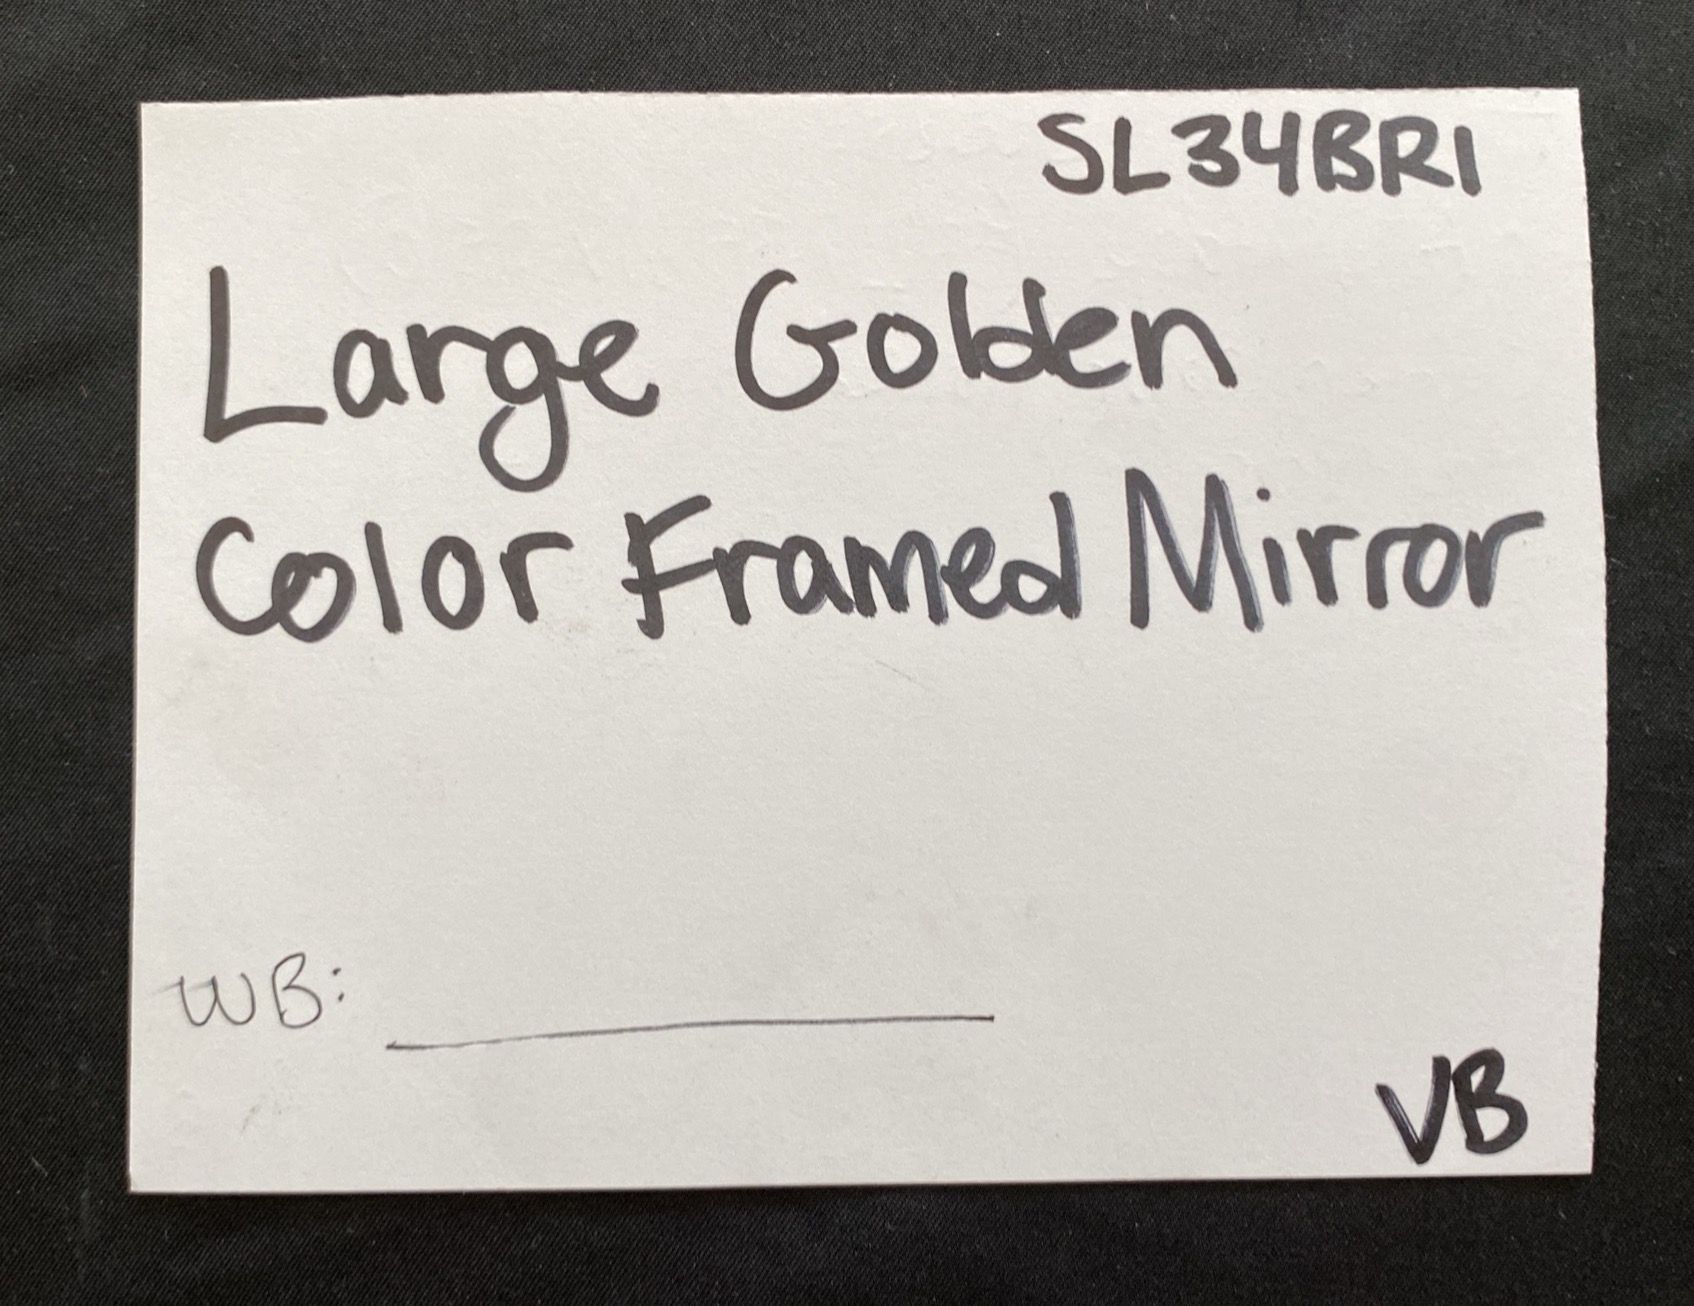 SL34BR1
Large Golden
Color Framed Mirror
WB:
VB